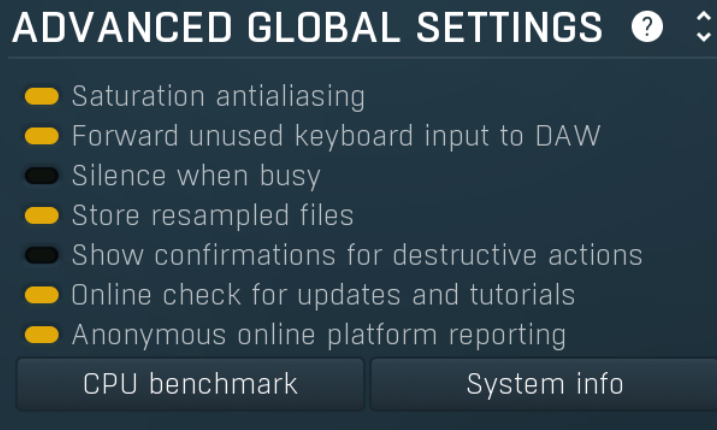 ADVANCED GLOBAL SETTINGS ?
Saturation antialiasing
Forward unused keyboard input to DAW
Silence when busy
Store resampled files
Show confirmations for destructive actions
Online check for updates and tutorials
Anonymous online platform reporting
CPU benchmark System info